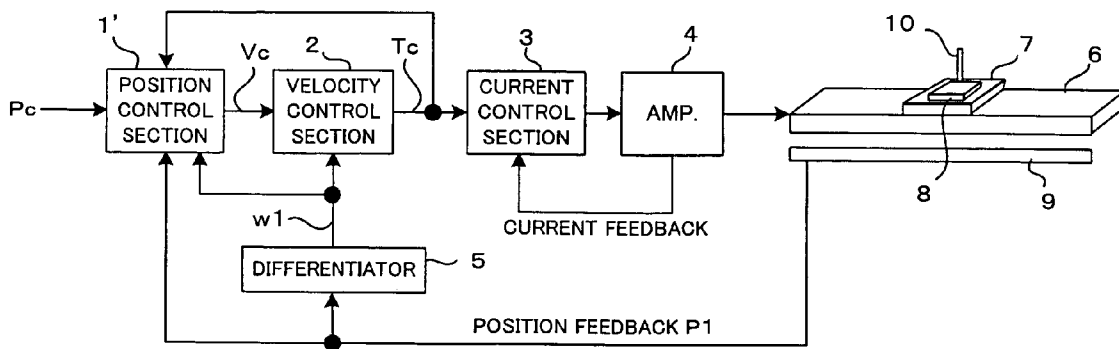 1'
Vc
2
Tc
3
4
10
7
6
Pc
POSITION
CONTROL
SECTION
VELOCITY
CONTROL
SECTION
CURRENT
CONTROL
SECTION
AMP.
8
9
w1
CURRENT FEEDBACK
DIFFERENTIATOR
5
POSITION FEEDBACK P1